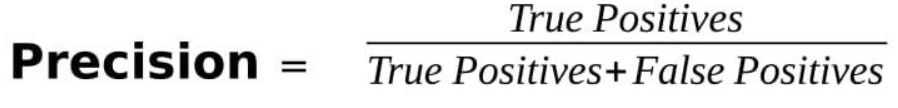 True Positives
Precision =
True Positives+False Positives